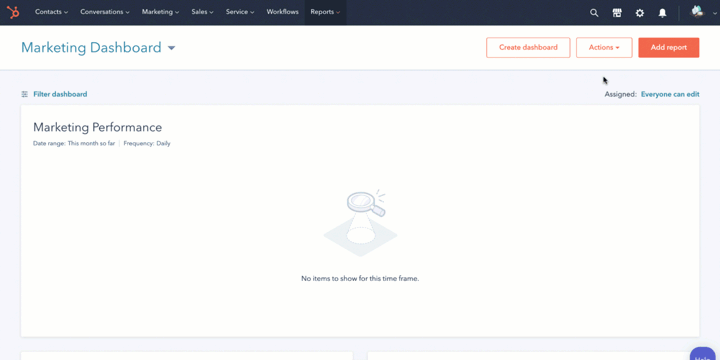 Contacts Conversations Marketing Sales Service Workflows Reports
Marketing Dashboard
Create dashboard Actions Add report
Filter dashboard
Assigned: Everyone can edit
Marketing Performance
Date range: This month so far Frequency: Daily
No items to show for this time frame.
Help